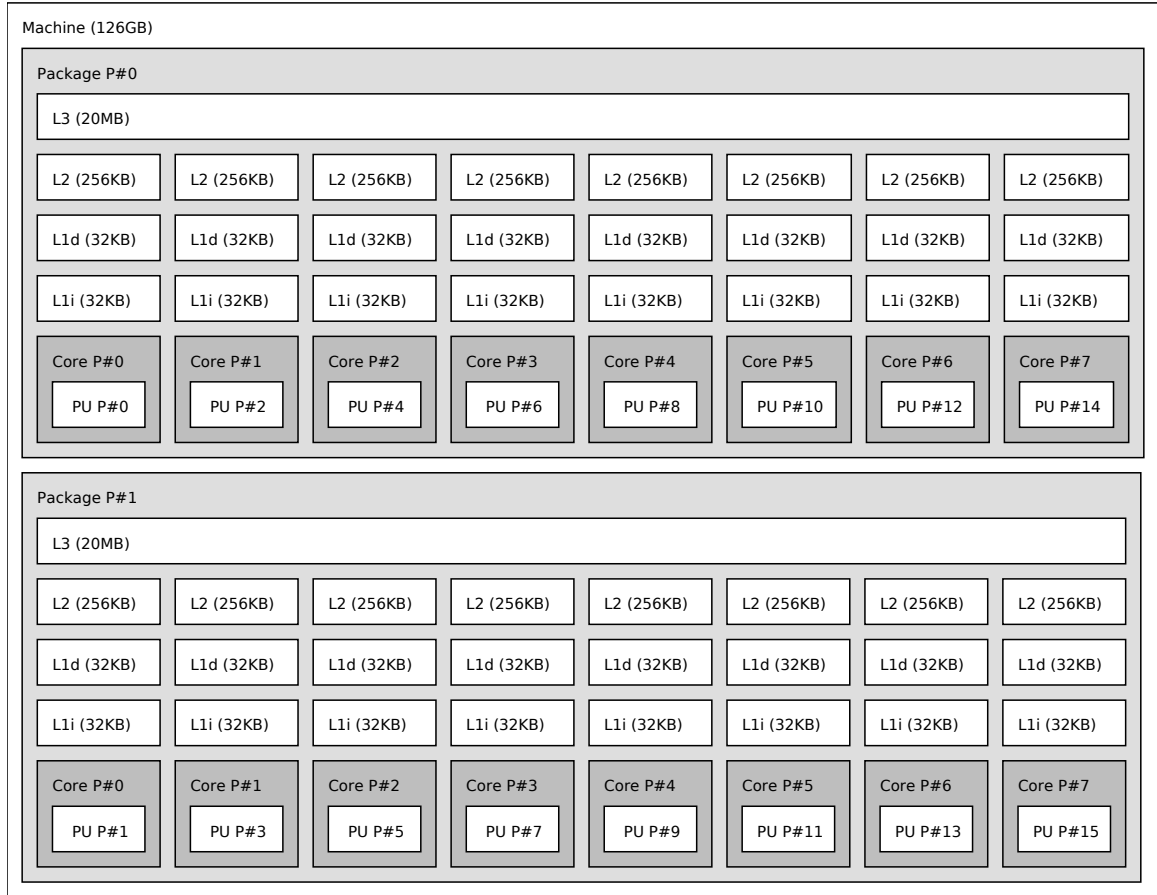 Machine (126GB)
Package P#0
L3 (20MB)
L2 (256KB) L2 (256KB) L2 (256KB) L2 (256KB) L2 (256KB) L2 (256KB) L2 (256KB) L2 (256KB)
L1d (32KB) L1d (32KB) L1d (32KB) L1d (32KB) L1d (32KB) L1d (32KB) L1d (32KB) L1d (32KB)
L1i (32KB) L1i (32KB) L1i (32KB) L1i (32KB) L1i (32KB) L1i (32KB) L1i (32KB) L1i (32KB)
Core P#0 Core P#1 Core P#2 Core P#3 Core P#4 Core P#5 Core P#6 Core P#7
PU P#0 PU P#2 PU P#4 PU P#6 PU P#8 PU P#10 PU P#12 PU P#14
Package P#1
L3 (20MB)
L2 (256KB) L2 (256KB) L2 (256KB) L2 (256KB) L2 (256KB) L2 (256KB) L2 (256KB) L2 (256KB)
L1d (32KB) L1d (32KB) L1d (32KB) L1d (32KB) L1d (32KB) L1d (32KB) L1d (32KB) L1d (32KB)
L1i (32KB) L1i (32KB) L1i (32KB) L1i (32KB) L1i (32KB) L1i (32KB) L1i (32KB) L1i (32KB)
Core P#0 Core P#1 Core P#2 Core P#3 Core P#4 Core P#5 Core P#6 Core P#7
PU P#1 PU P#3 PU P#5 PU P#7 PU P#9 PU P#11 PU P#13 PU P#15